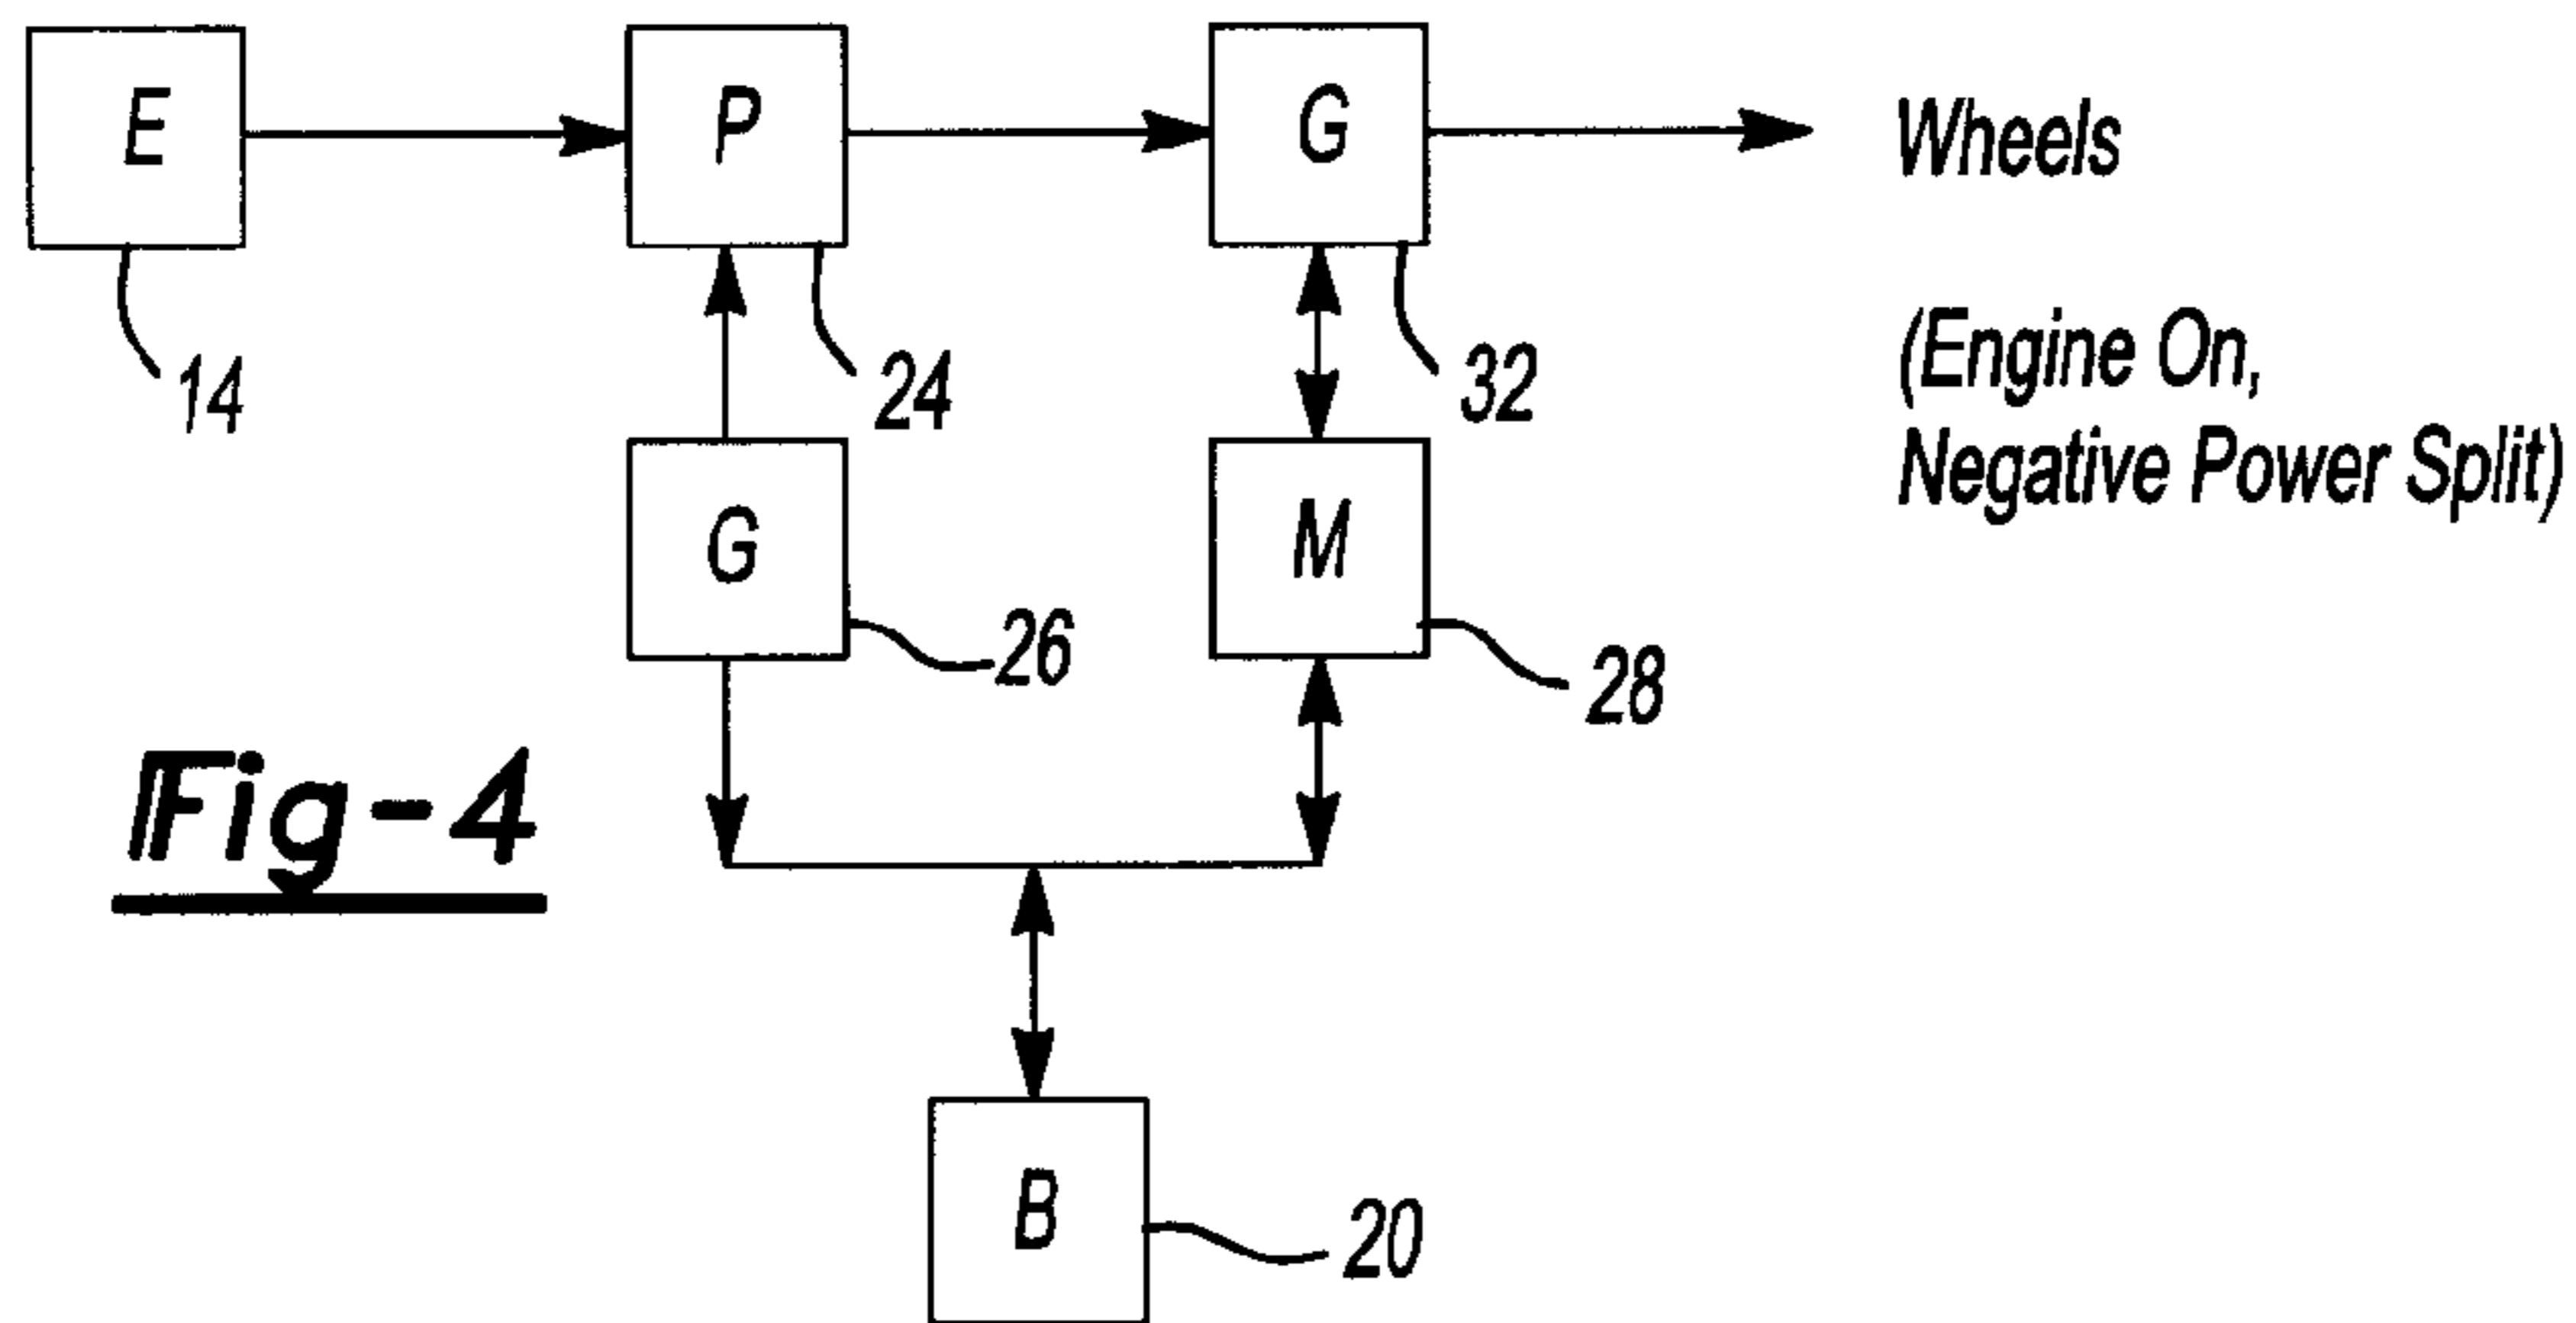 E
P
G
Wheels
14
24
32
(Engine On,
Negative Power Split)
G
M
26
28
Fig-4
B
20